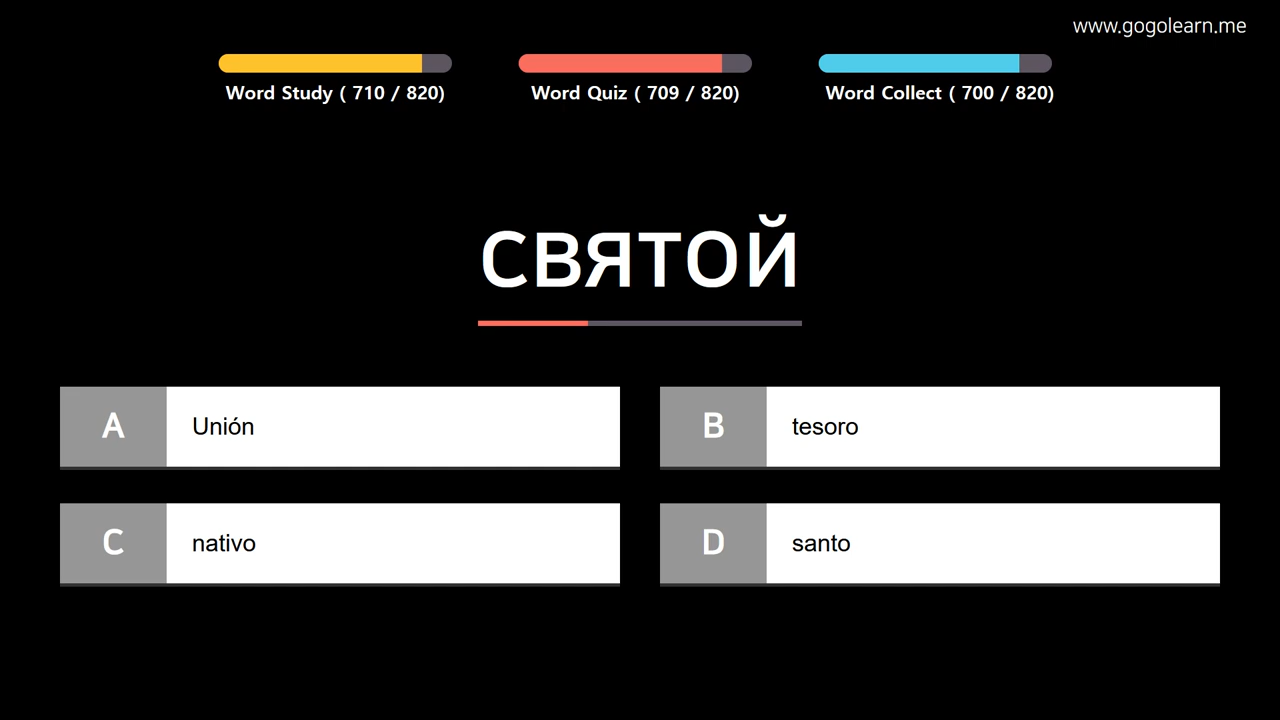 www.gogolearn.me
Word Study ( 710 / 820)
Word Quiz ( 709 / 820)
Word Collect ( 700 / 820)
СВЯТОЙ
A Unión
B tesoro
C nativo
D santo